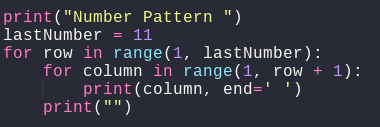 print("Number Pattern ")
lastNumber = 11
for row in range(1, lastNumber):
    for column in range(1, row + 1):
        print(column, end=' ')
    print("")